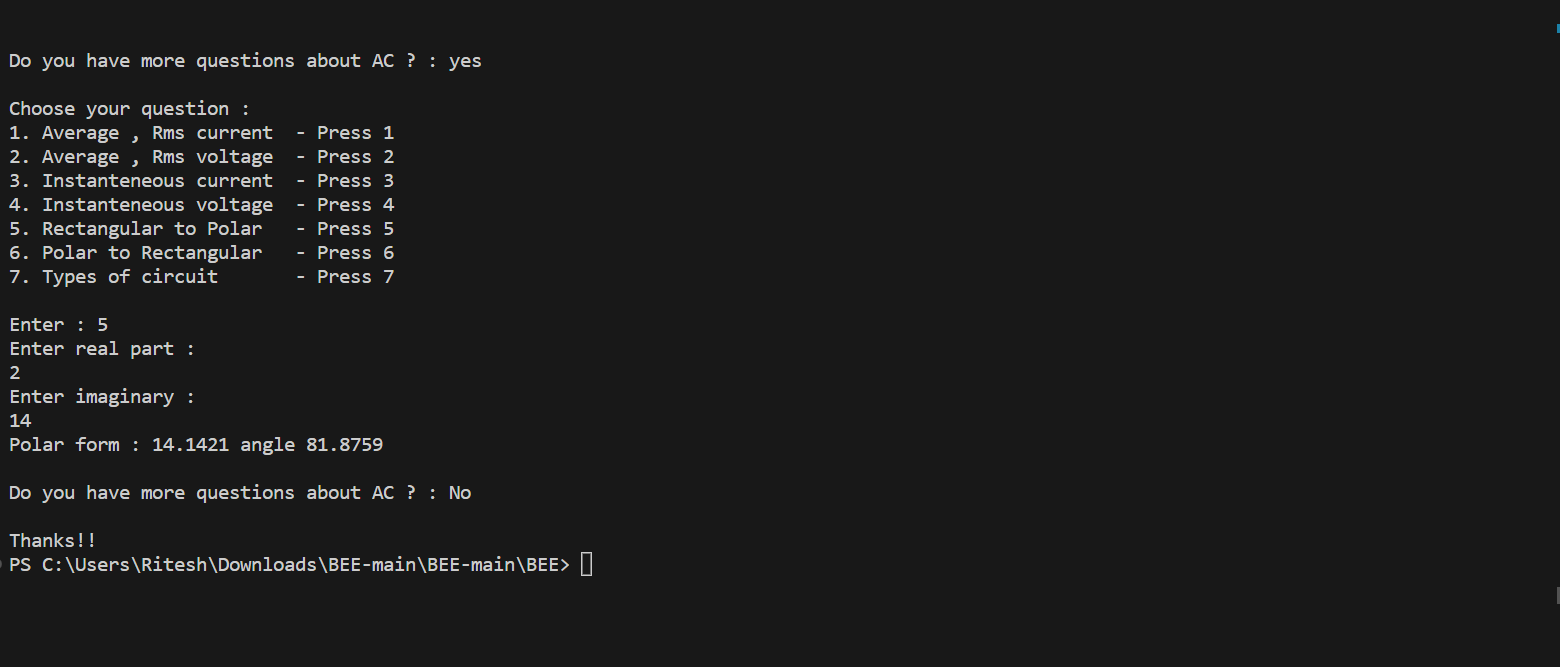 Do you have more questions about AC ? : yes
Choose your question :
1. Average , Rms current  - Press 1
2. Average , Rms voltage  - Press 2
3. Instanteneous current  - Press 3
4. Instanteneous voltage  - Press 4
5. Rectangular to Polar   - Press 5
6. Polar to Rectangular   - Press 6
7. Types of circuit       - Press 7
Enter : 5
Enter real part :
2
Enter imaginary :
14
Polar form : 14.1421 angle 81.8759
Do you have more questions about AC ? : No
Thanks!!
PS C:\Users\Ritesh\Downloads\BEE-main\BEE-main\BEE>